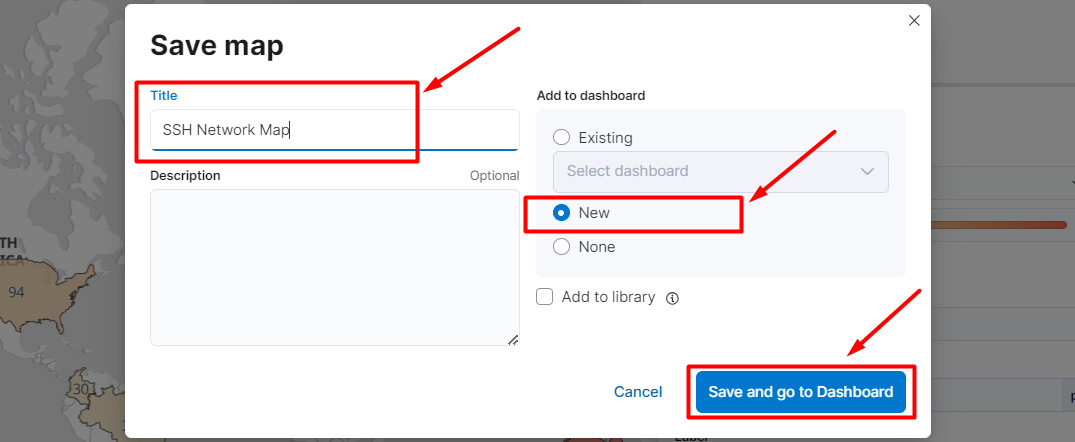 Save map
Title
SSH Network Map
Description Optional
Add to dashboard
Existing
Select dashboard
New
None
Add to library
Cancel Save and go to Dashboard
TH
ICA
94
30
Label